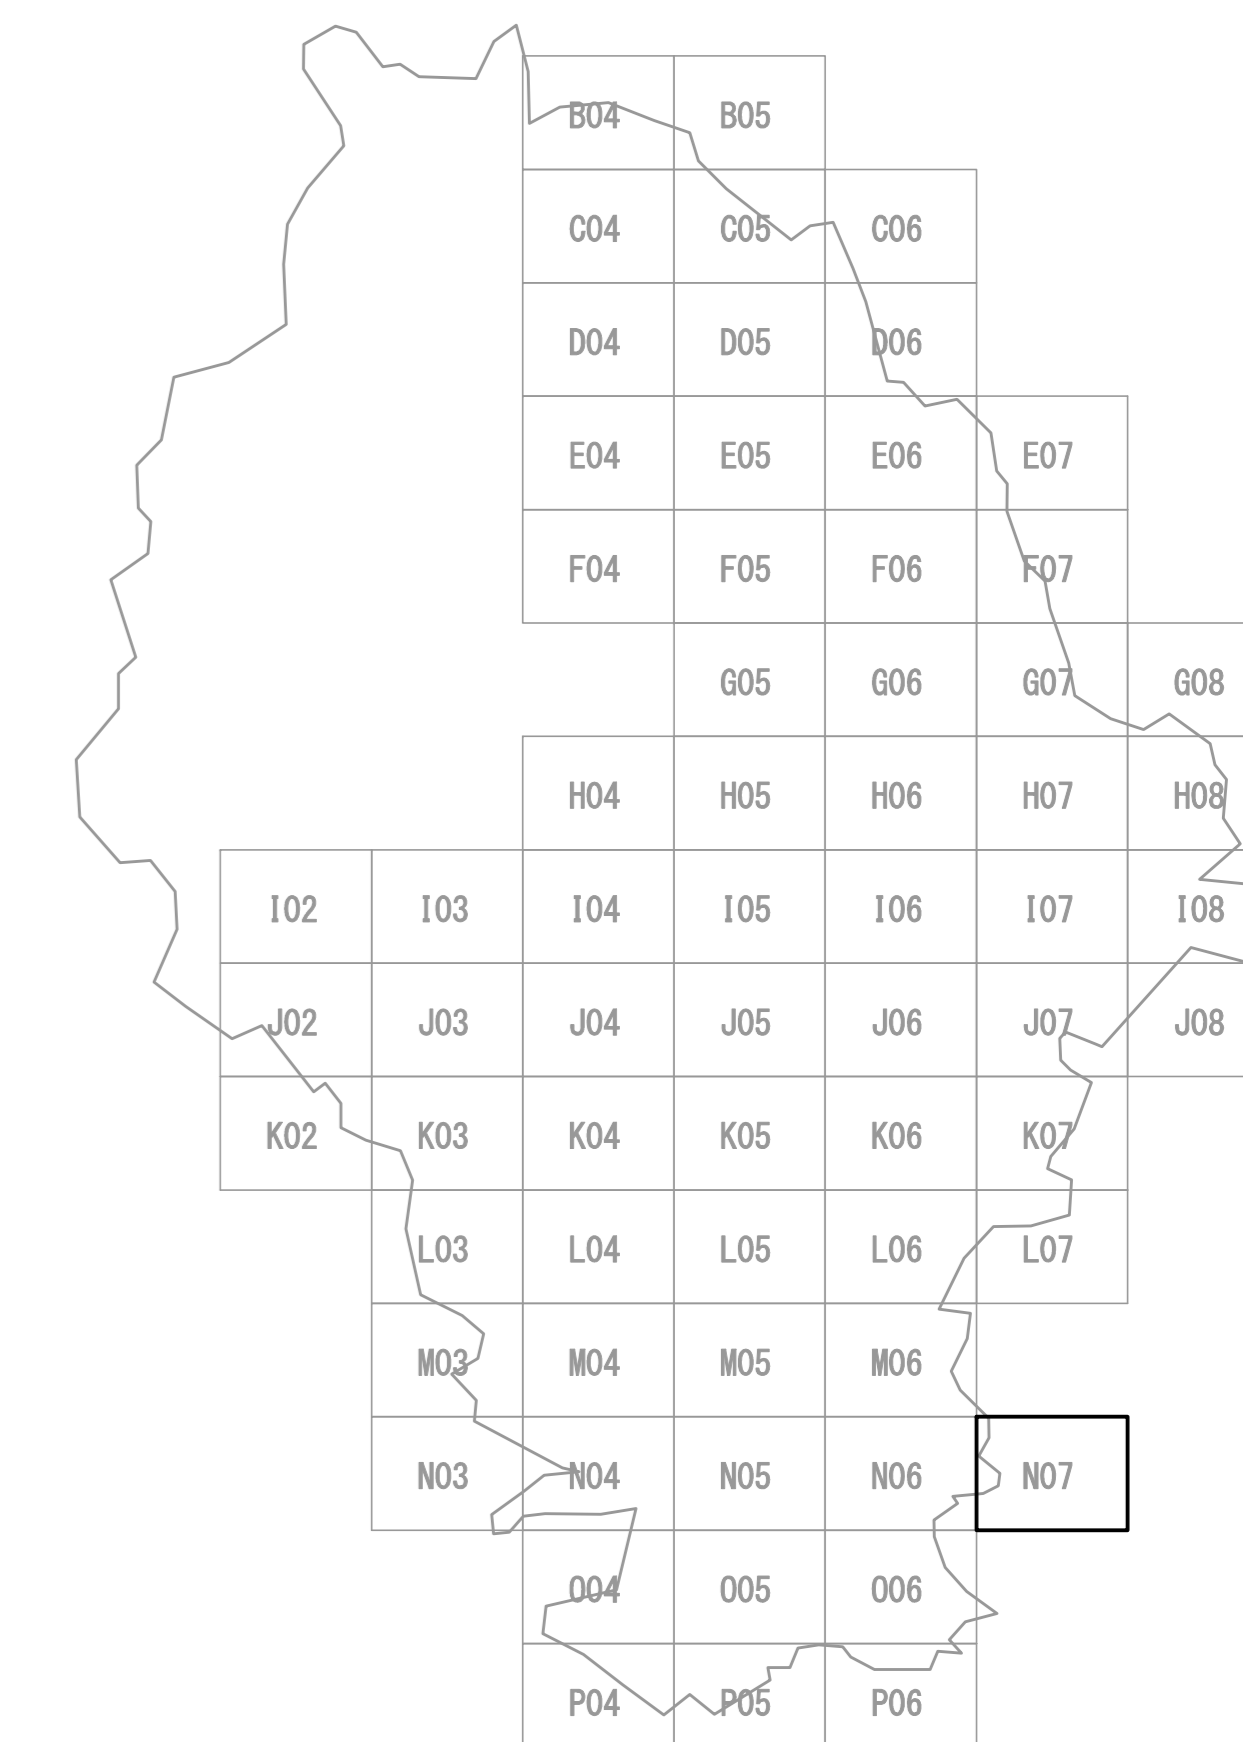 B04 B05
C04 C05 C06
D04 D05 D06
E04 E05 E06 E07
F04 F05 F06 F07
G05 G06 G07 G08
H04 H05 H06 H07 H08
I02 I03 I04 I05 I06 I07 I08
J02 J03 J04 J05 J06 J07 J08
K02 K03 K04 K05 K06 K07
L03 L04 L05 L06 L07
M03 M04 M05 M06
N03 N04 N05 N06 N07
O04 O05 O06
P04 P05 P06